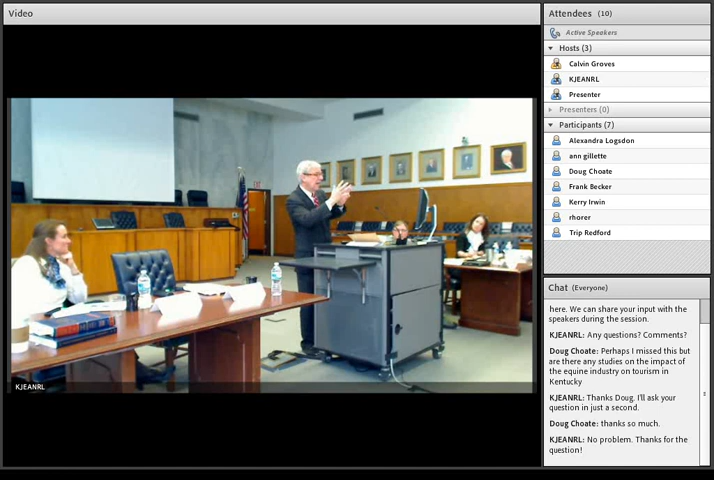 Video
KJEANRL
Attendees (10)
Active Speakers
Hosts (3)
Calvin Groves
KJEANRL
Presenter
Presenters (0)
Participants (7)
Alexandra Logsdon
ann gillette
Doug Choate
Frank Becker
Kerry Irwin
rhorer
Trip Redford
Chat (Everyone)
here. We can share your input with the
speakers during the session.
KJEANRL: Any questions? Comments?
Doug Choate: Perhaps I missed this but
are there any studies on the impact of
the equine industry on tourism in
Kentucky
KJEANRL: Thanks Doug. I'll ask your
question in just a second.
Doug Choate: thanks so much.
KJEANRL: No problem. Thanks for the
question!